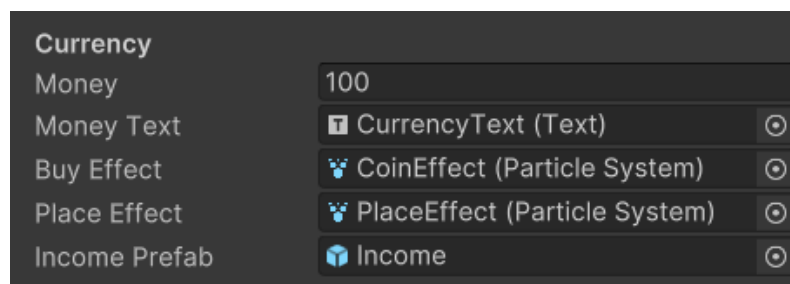 Currency
Money 100
Money Text CurrencyText (Text)
Buy Effect CoinEffect (Particle System)
Place Effect PlaceEffect (Particle System)
Income Prefab Income